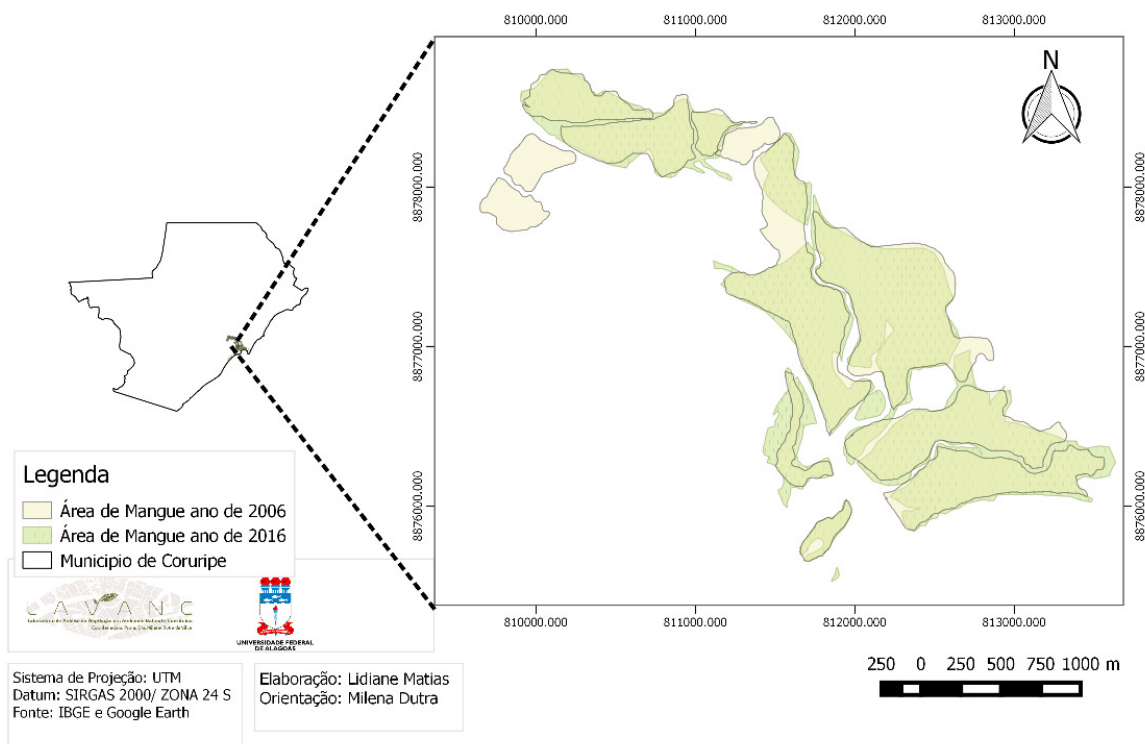 810000.000
811000.000
812000.000
813000.000
N
8878000.000
8877000.000
8876000.000
8878000.000
8877000.000
8876000.000
810000.000
811000.000
812000.000
813000.000
Legenda
Área de Mangue ano de 2006
Área de Mangue ano de 2016
Municipio de Coruripe
LAVANC
UNIVERSIDADE FEDERAL
DE ALAGOAS
Sistema de Projeção: UTM
Datum: SIRGAS 2000/ ZONA 24 S
Fonte: IBGE e Google Earth
Elaboração: Lidiane Matias
Orientação: Milena Dutra
250 0 250 500 750 1000 m